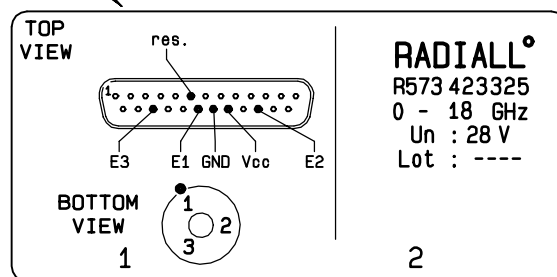 TOP
VIEW
res.
1
E3 E1 GND Vcc E2
BOTTOM
VIEW
1
2
3
1
RADIALL°
R573 423325
0 - 18 GHz
Un : 28 V
Lot : ----
2